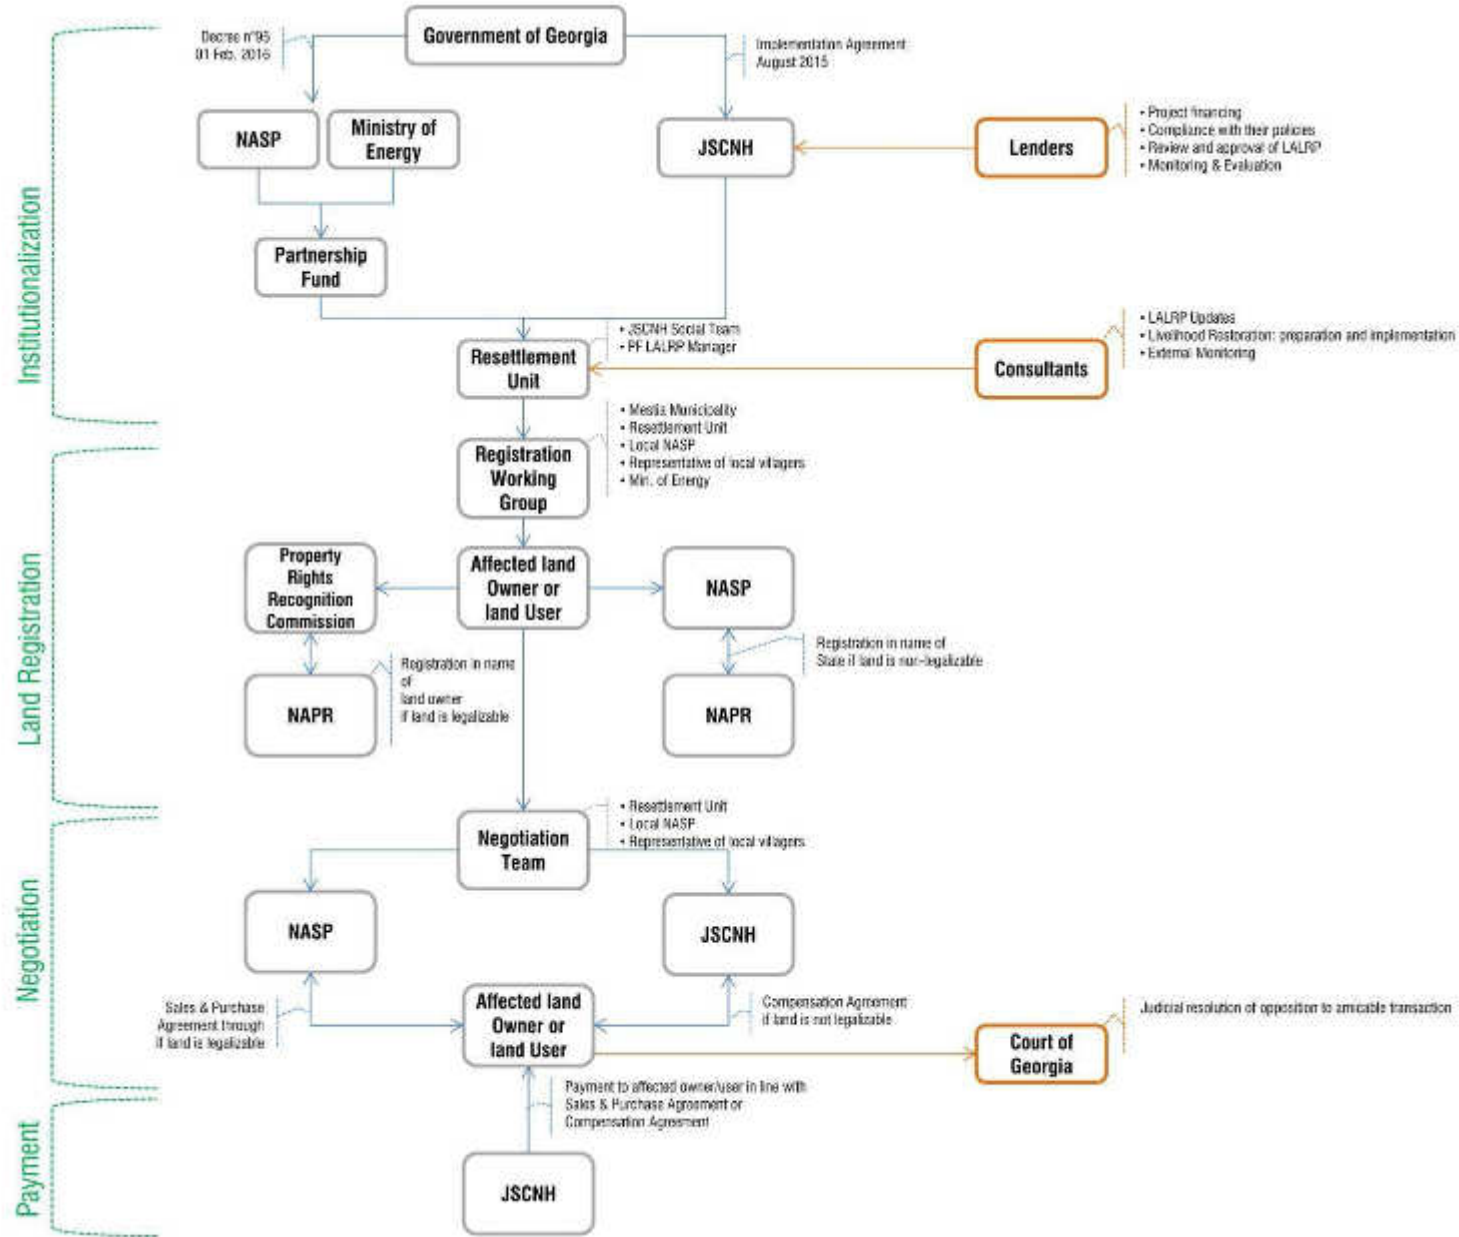 Institutionalization
Decree n°95
01 Feb. 2016
Government of Georgia
Implementation Agreement
August 2015
NASP
Ministry of
Energy
JSCNH
Lenders
• Project financing
• Compliance with their policies
• Review and approval of LALRP
• Monitoring & Evaluation
Partnership
Fund
Resettlement
Unit
• JSCNH Social Team
• PF LALRP Manager
Consultants
• LALRP Updates
• Livelihood Restoration: preparation and implementation
• External Monitoring
Land Registration
Registration
Working
Group
• Mestia Municipality
• Resettlement Unit
• Local NASP
• Representative of local villagers
• Min. of Energy
Property
Rights
Recognition
Commission
Affected land
Owner or
land User
NASP
NAPR
Registration in name
of
land owner
if land is legalizable
Registration in name of
State if land is non-legalizable
NAPR
Negotiation
Negotiation
Team
• Resettlement Unit
• Local NASP
• Representative of local villagers
NASP
JSCNH
Sales & Purchase
Agreement through
if land is legalizable
Affected land
Owner or
land User
Compensation Agreement
if land is not legalizable
Court of
Georgia
Judicial resolution of opposition to amicable transaction
Payment
Payment to affected owner/user in line with
Sales & Purchase Agreement or
Compensation Agreement
JSCNH